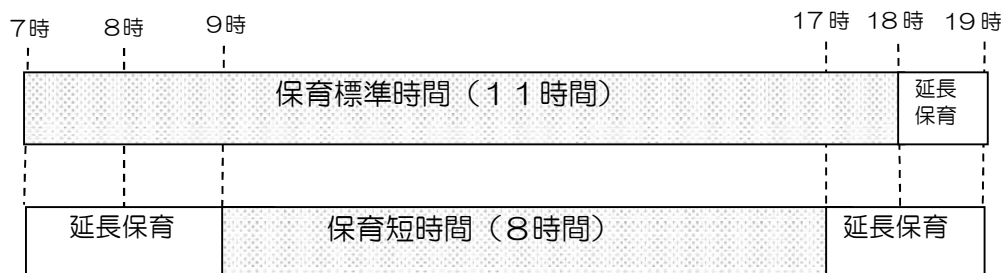 7時 8時 9時 17時 18時 19時
保育標準時間（１１時間）
延長
保育
延長保育 保育短時間（８時間） 延長保育